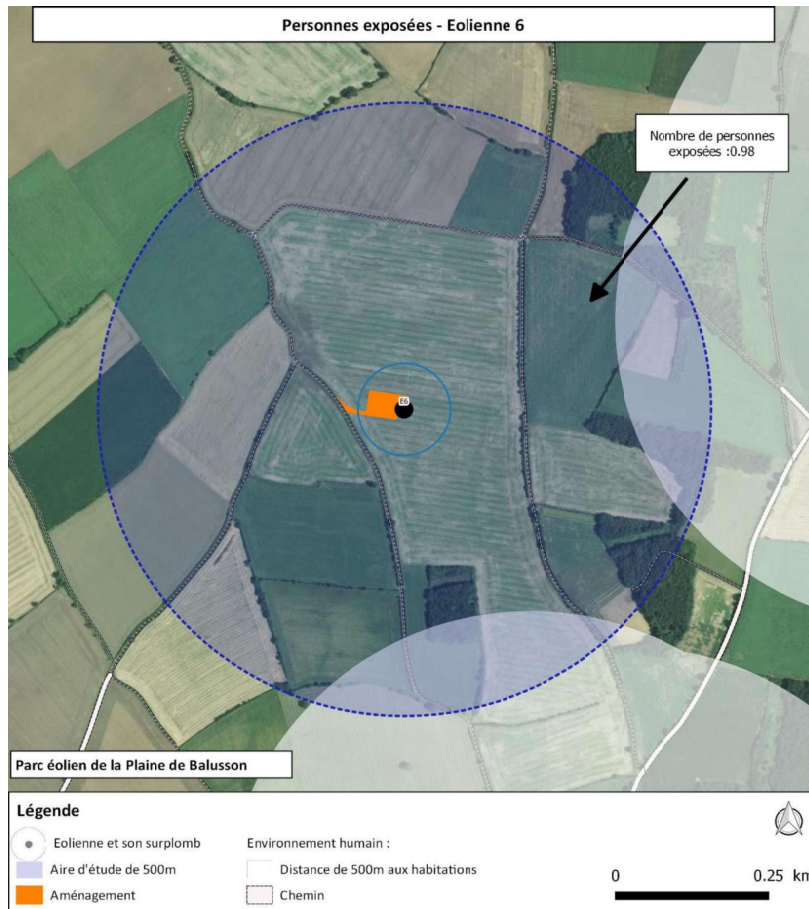 Personnes exposées - Eolienne 6
Nombre de personnes
exposées :0.98
E6
Parc éolien de la Plaine de Balusson
Légende
Eolienne et son surplomb
Aire d'étude de 500m
Aménagement
Environnement humain :
Distance de 500m aux habitations
Chemin
0 0.25 km